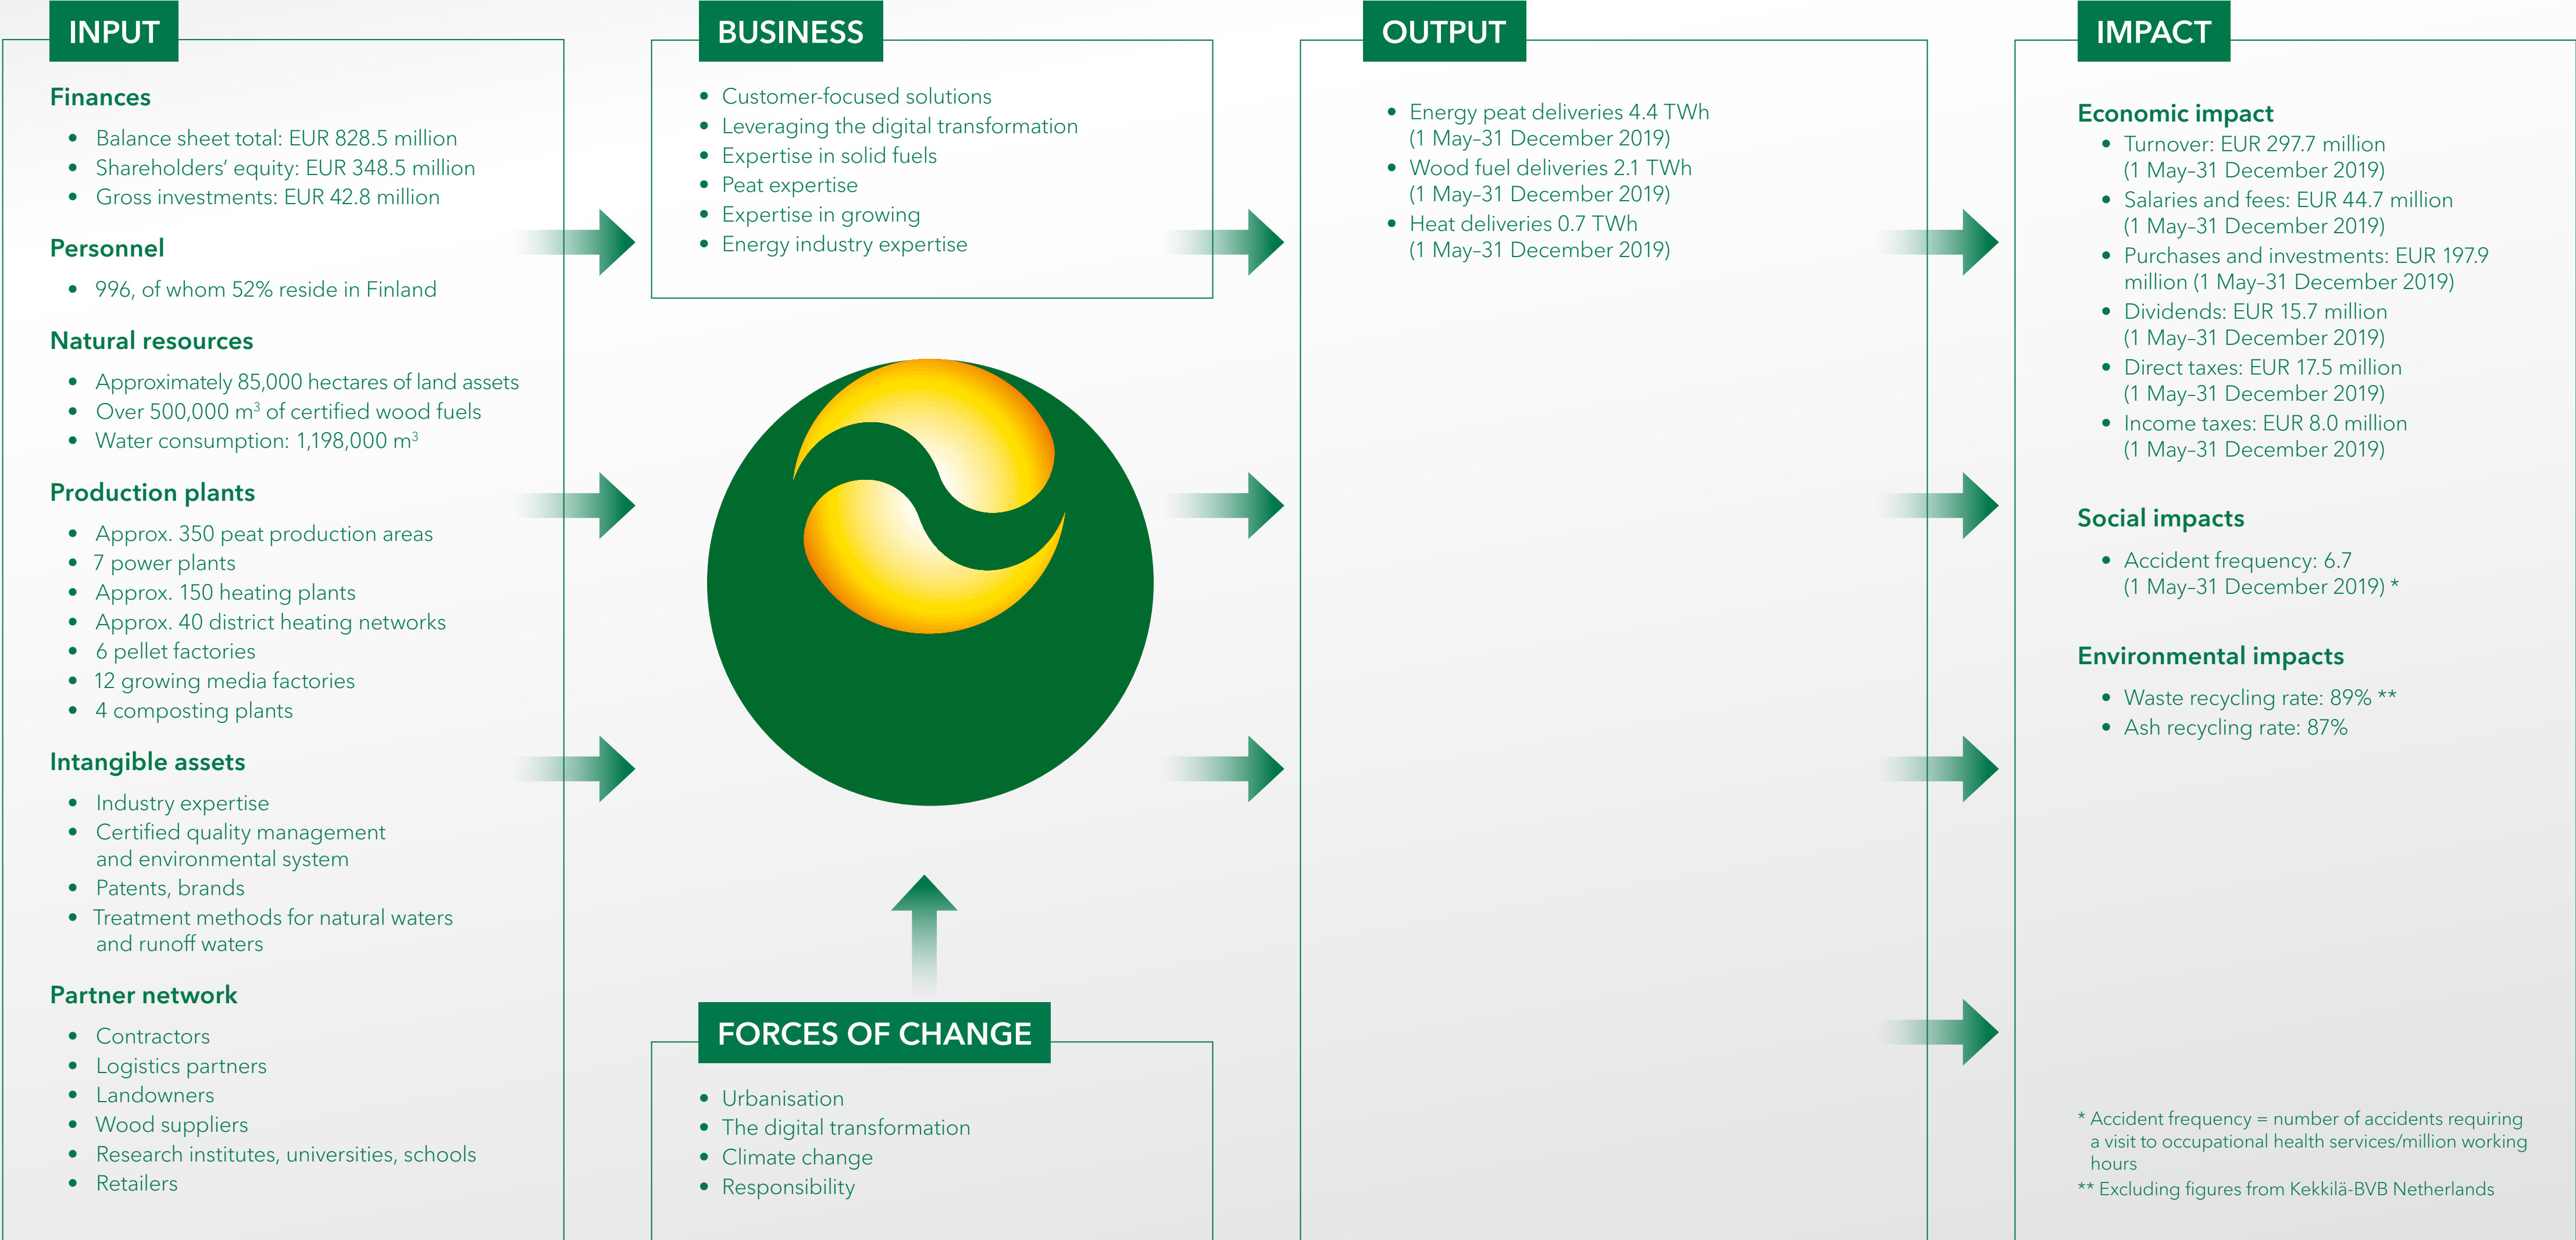 INPUT
Finances
• Balance sheet total: EUR 828.5 million
• Shareholders’ equity: EUR 348.5 million
• Gross investments: EUR 42.8 million
Personnel
• 996, of whom 52% reside in Finland
Natural resources
• Approximately 85,000 hectares of land assets
• Over 500,000 m³ of certified wood fuels
• Water consumption: 1,198,000 m³
Production plants
• Approx. 350 peat production areas
• 7 power plants
• Approx. 150 heating plants
• Approx. 40 district heating networks
• 6 pellet factories
• 12 growing media factories
• 4 composting plants
Intangible assets
• Industry expertise
• Certified quality management
and environmental system
• Patents, brands
• Treatment methods for natural waters
and runoff waters
Partner network
• Contractors
• Logistics partners
• Landowners
• Wood suppliers
• Research institutes, universities, schools
• Retailers
BUSINESS
• Customer-focused solutions
• Leveraging the digital transformation
• Expertise in solid fuels
• Peat expertise
• Expertise in growing
• Energy industry expertise
FORCES OF CHANGE
• Urbanisation
• The digital transformation
• Climate change
• Responsibility
OUTPUT
• Energy peat deliveries 4.4 TWh
(1 May–31 December 2019)
• Wood fuel deliveries 2.1 TWh
(1 May–31 December 2019)
• Heat deliveries 0.7 TWh
(1 May–31 December 2019)
IMPACT
Economic impact
• Turnover: EUR 297.7 million
(1 May–31 December 2019)
• Salaries and fees: EUR 44.7 million
(1 May–31 December 2019)
• Purchases and investments: EUR 197.9
million (1 May–31 December 2019)
• Dividends: EUR 15.7 million
(1 May–31 December 2019)
• Direct taxes: EUR 17.5 million
(1 May–31 December 2019)
• Income taxes: EUR 8.0 million
(1 May–31 December 2019)
Social impacts
• Accident frequency: 6.7
(1 May–31 December 2019) *
Environmental impacts
• Waste recycling rate: 89% **
• Ash recycling rate: 87%
* Accident frequency = number of accidents requiring
a visit to occupational health services/million working
hours
** Excluding figures from Kekkilä-BVB Netherlands